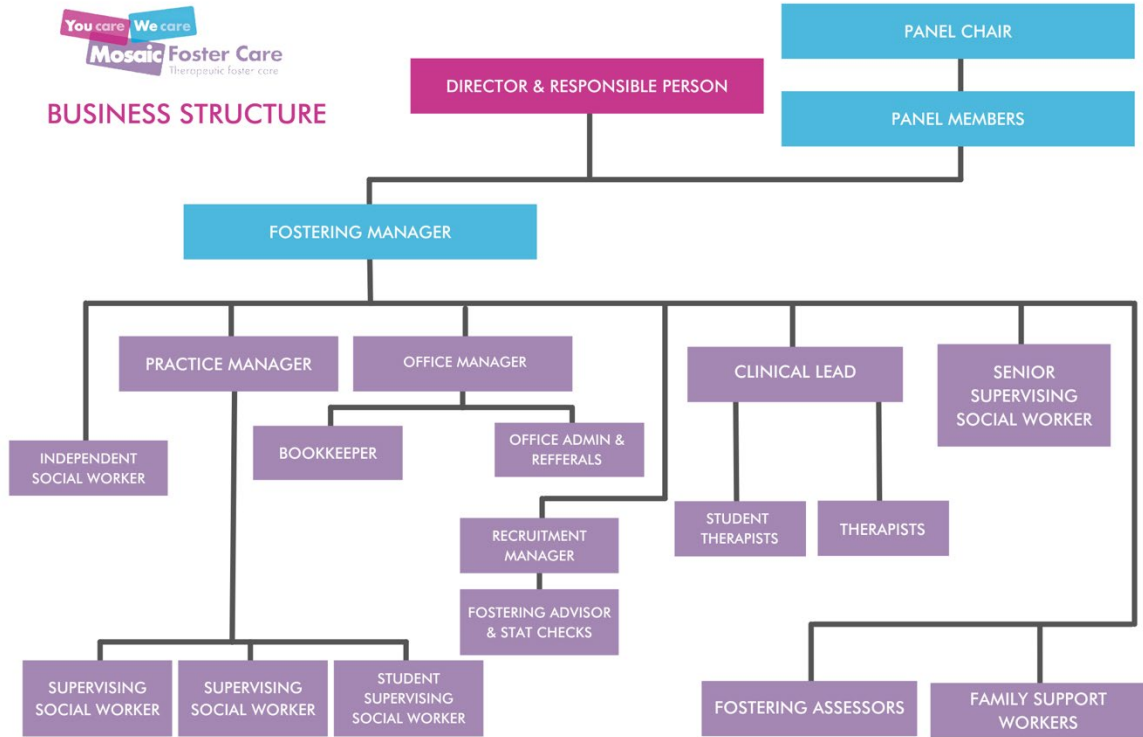 You care We care
Mosaic Foster Care
Therapeutic foster care
BUSINESS STRUCTURE
PANEL CHAIR
DIRECTOR & RESPONSIBLE PERSON
PANEL MEMBERS
FOSTERING MANAGER
PRACTICE MANAGER
OFFICE MANAGER
CLINICAL LEAD
SENIOR
SUPERVISING
SOCIAL WORKER
INDEPENDENT
SOCIAL WORKER
BOOKKEEPER
OFFICE ADMIN &
REFFERALS
RECRUITMENT
MANAGER
STUDENT
THERAPISTS
THERAPISTS
FOSTERING ADVISOR
& STAT CHECKS
SUPERVISING
SOCIAL WORKER
SUPERVISING
SOCIAL WORKER
STUDENT
SUPERVISING
SOCIAL WORKER
FOSTERING ASSESSORS
FAMILY SUPPORT
WORKERS